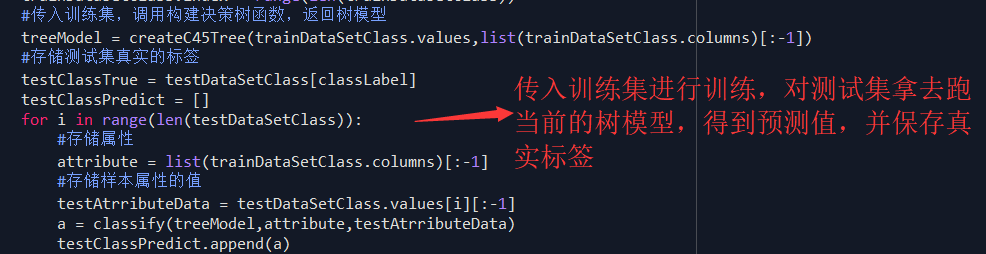 #传入训练集，调用构建决策树函数，返回树模型
treeModel = createC45Tree(trainDataSetClass.values,list(trainDataSetClass.columns)[:-1])
#存储测试集真实的标签
testClassTrue = testDataSetClass[classLabel]
testClassPredict = []
for i in range(len(testDataSetClass)):
#存储属性
attribute = list(trainDataSetClass.columns)[:-1]
#存储样本属性的值
testAtrributeData = testDataSetClass.values[i][:-1]
a = classify(treeModel,attribute,testAtrributeData)
testClassPredict.append(a)
传入训练集进行训练，对测试集拿去跑
当前的树模型，得到预测值，并保存真
实标签